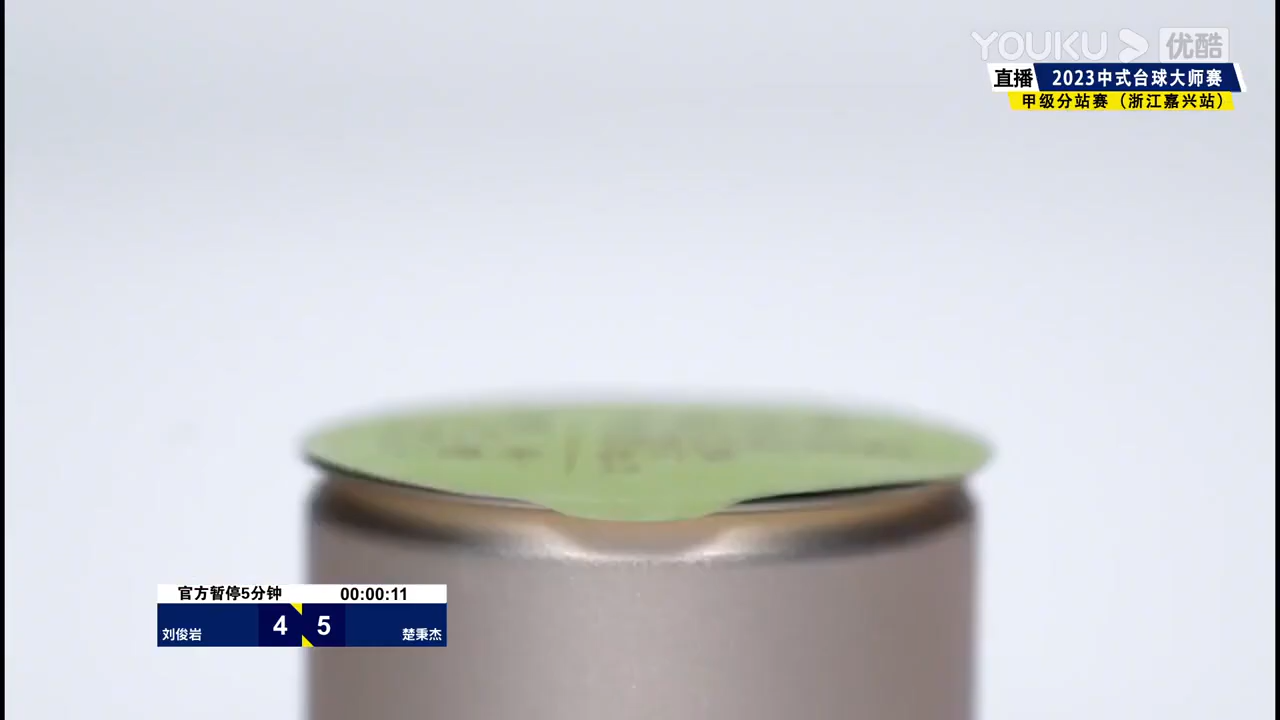 YOUKU 优酷
直播 2023中式台球大师赛
甲级分站赛（浙江嘉兴站）
官方暂停5分钟 00:00:11
刘俊岩 4 5 楚秉杰